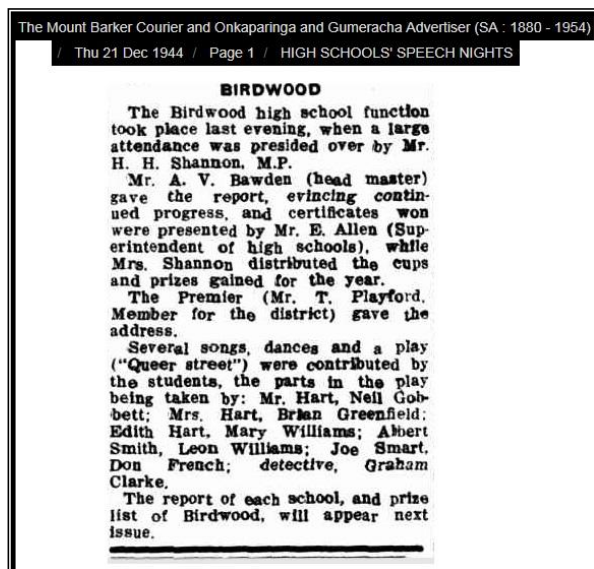 The Mount Barker Courier and Onkaparinga and Gumeracha Advertiser (SA : 1880 - 1954)
/ Thu 21 Dec 1944 / Page 1 / HIGH SCHOOLS' SPEECH NIGHTS
BIRDWOOD
The Birdwood high school function
took place last evening, when a large
attendance was presided over by Mr.
H. H. Shannon, M.P.
Mr. A. V. Bawden (head master)
gave the report, evincing contin-
ued progress, and certificates won
were presented by Mr. E. Allen (Sup-
erintendent of high schools), while
Mrs. Shannon distributed the cups
and prizes gained for the year.
The Premier (Mr. T. Playford,
Member for the district) gave the
address.
Several songs, dances and a play
("Queer street") were contributed by
the students, the parts in the play
being taken by: Mr. Hart, Neil Gob-
bett; Mrs. Hart, Brian Greenfield;
Edith Hart, Mary Williams; Albert
Smith, Leon Williams; Joe Smart,
Don French; detective, Graham
Clarke.
The report of each school, and prize
list of Birdwood, will appear next
issue.